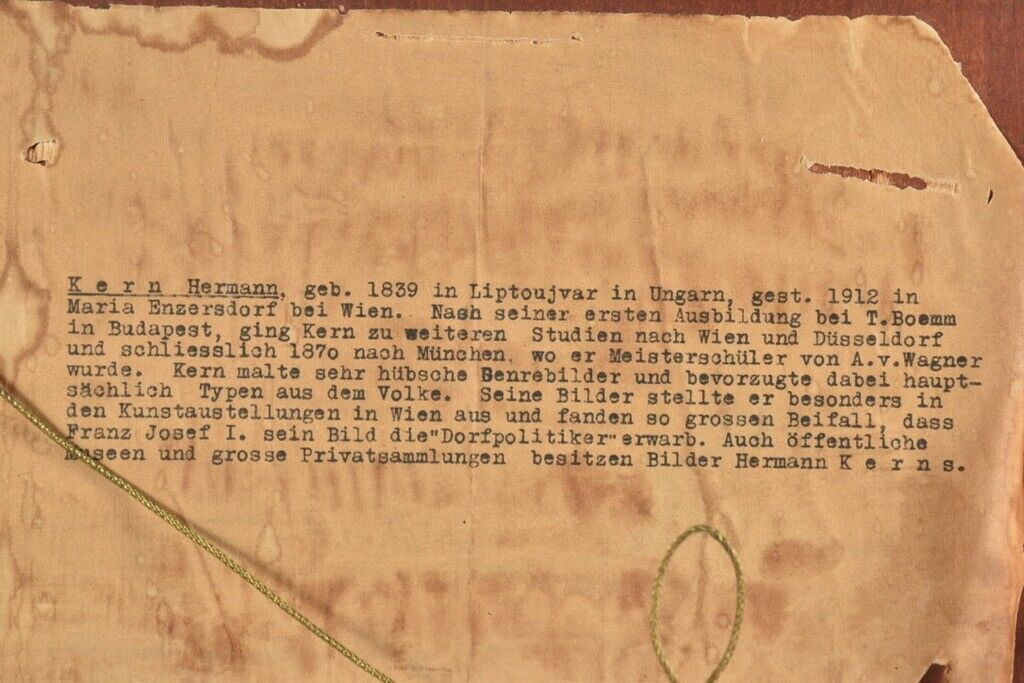 K e r n Hermann, geb. 1839 in Liptoujvar in Ungarn, gest. 1912 in
Maria Enzersdorf bei Wien. Nach seiner ersten Ausbildung bei T.Boemm
in Budapest, ging Kern zu weiteren Studien nach Wien und Düsseldorf
und schliesslich 187o nach München, wo er Meisterschüler von A.v.Wagner
wurde. Kern malte sehr hübsche Genrebilder und bevorzugte dabei haupt-
sächlich Typen aus dem Volke. Seine Bilder stellte er besonders in
den Kunstaustellungen in Wien aus und fanden so grossen Beifall, dass
Franz Josef I. sein Bild die"Dorfpolitiker"erwarb. Auch öffentliche
Museen und grosse Privatsammlungen besitzen Bilder Hermann K e r n s.